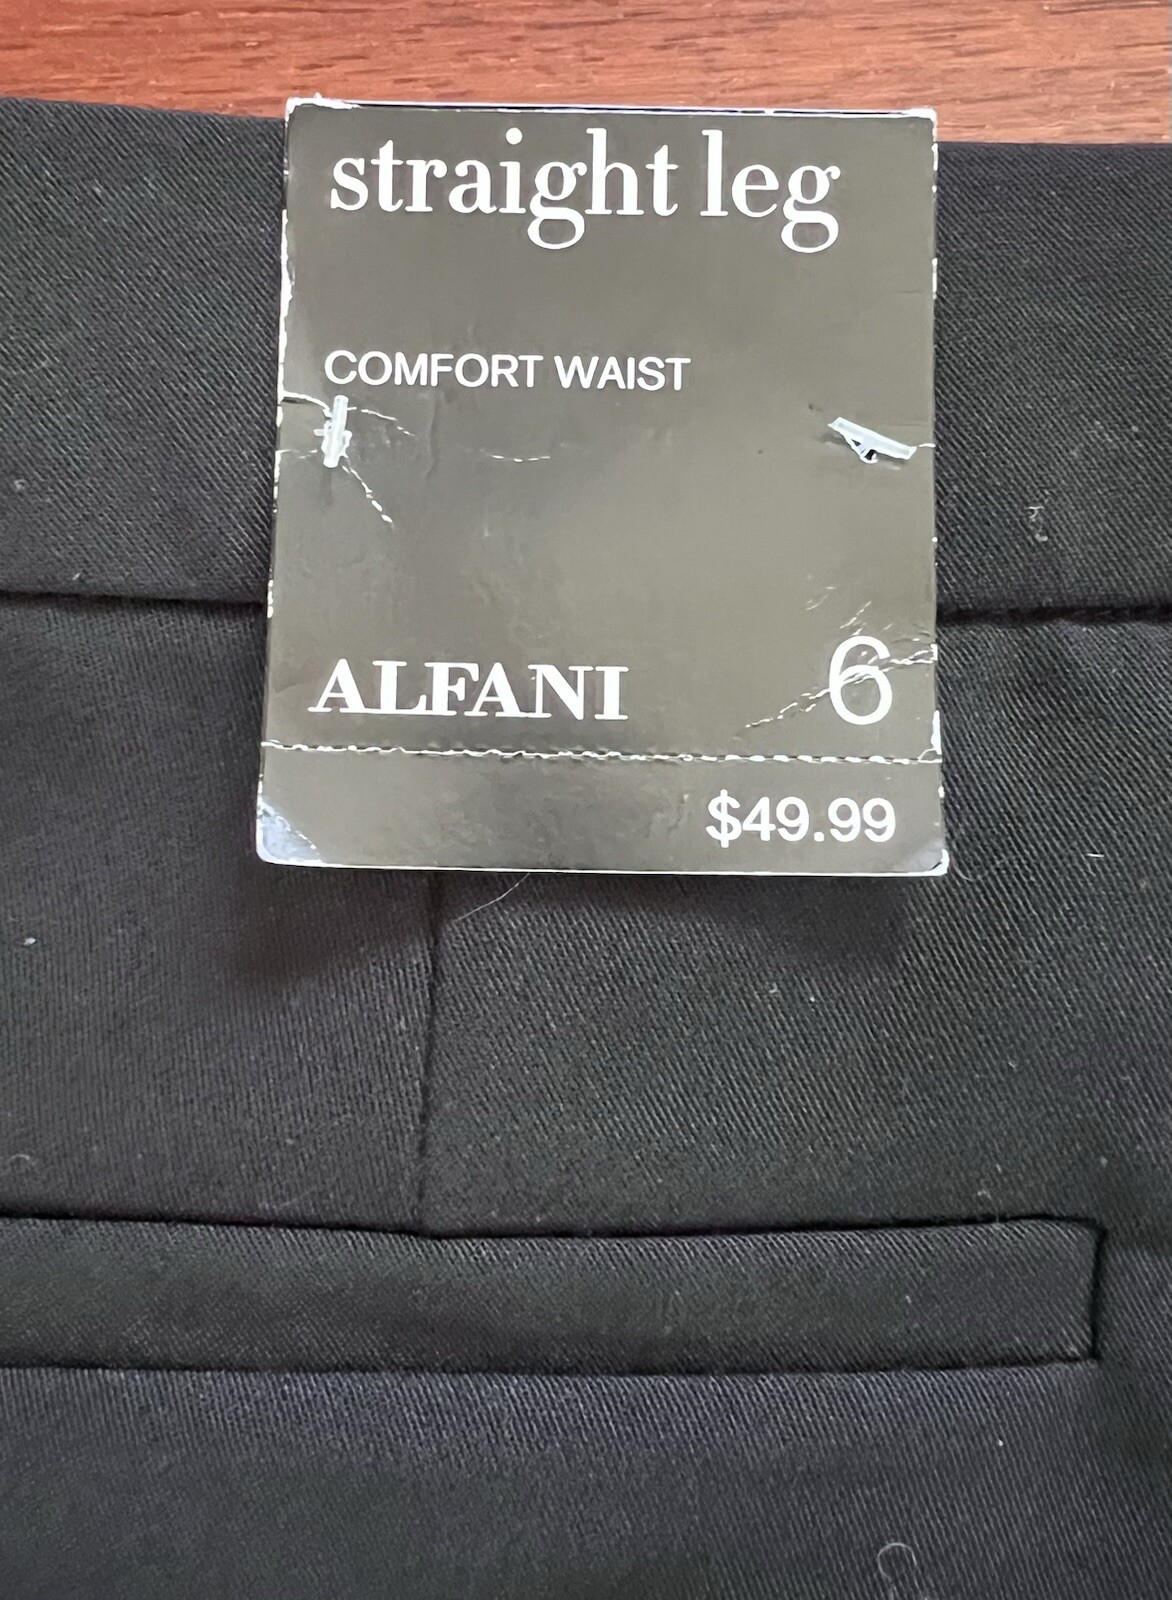 straight leg
COMFORT WAIST
ALFANI 6
$49.99